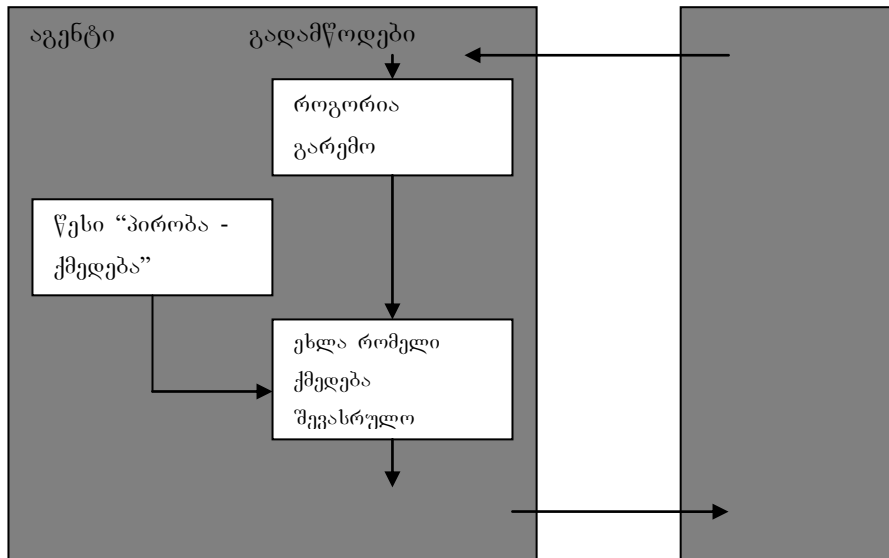 აგენტი გადამწოდები
როგორია
გარემო
წესი “პირობა -
ქმედება”
ეხლა რომელი
ქმედება
შევასრულო